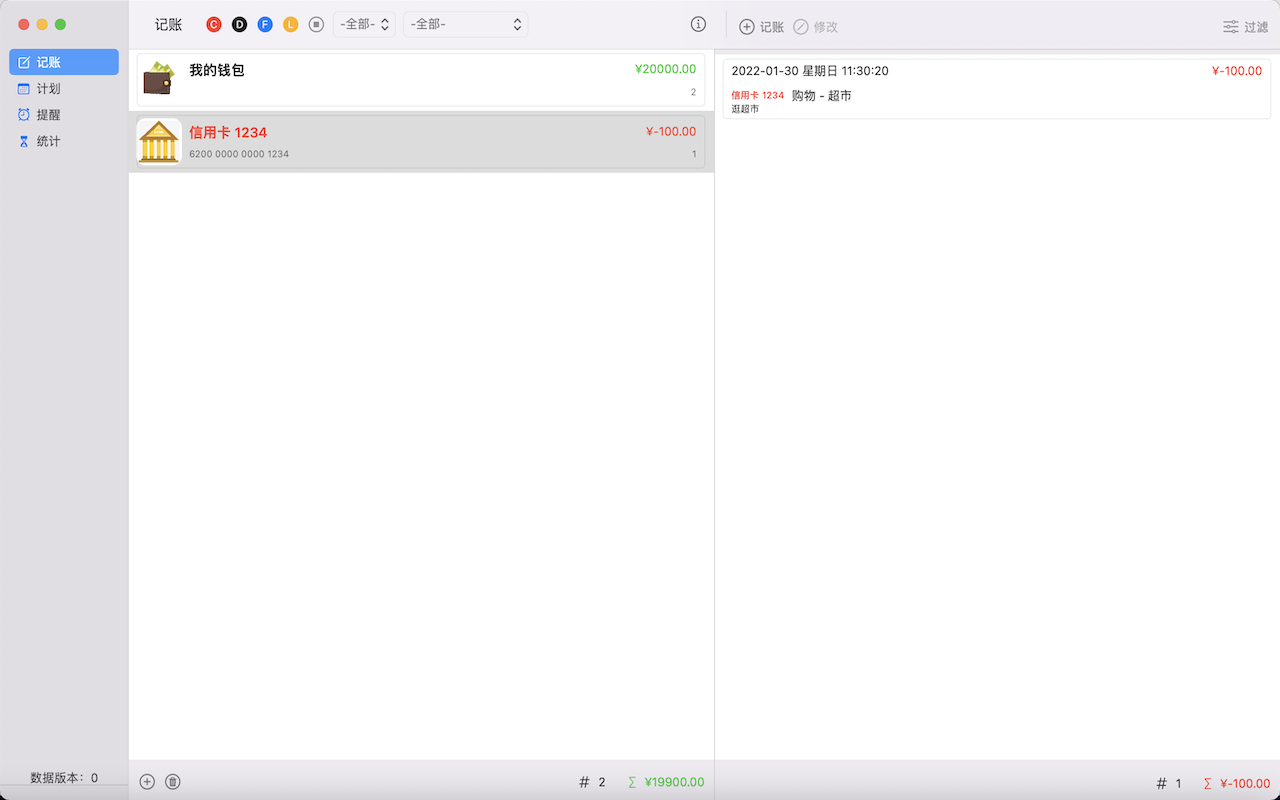 记账
C D F L
-全部-
-全部-
记账
修改
过滤
记账
计划
提醒
统计
数据版本：0
我的钱包
¥20000.00
2
信用卡 1234
¥-100.00
6200 0000 0000 1234
1
# 2 Σ ¥19900.00
2022-01-30 星期日 11:30:20
¥-100.00
信用卡 1234 购物 - 超市
逛超市
# 1 Σ ¥-100.00